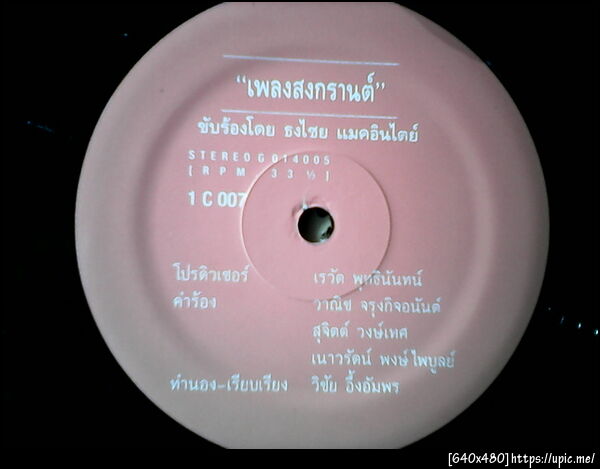 “เพลงสงกรานต์”
ขับร้องโดย ธงไชย แมคอินไตย์
STEREO G014005
[ RPM 33 ⅓ ]
1 C 007
โปรดิวเซอร์ เรวัต พุทธินันทน์
คำร้อง วาณิช จรุงกิจอนันต์
สุจิตต์ วงษ์เทศ
เนาวรัตน์ พงษ์ไพบูลย์
ทำนอง-เรียบเรียง วิชัย อึ้งอัมพร
[640x480]https://upic.me/